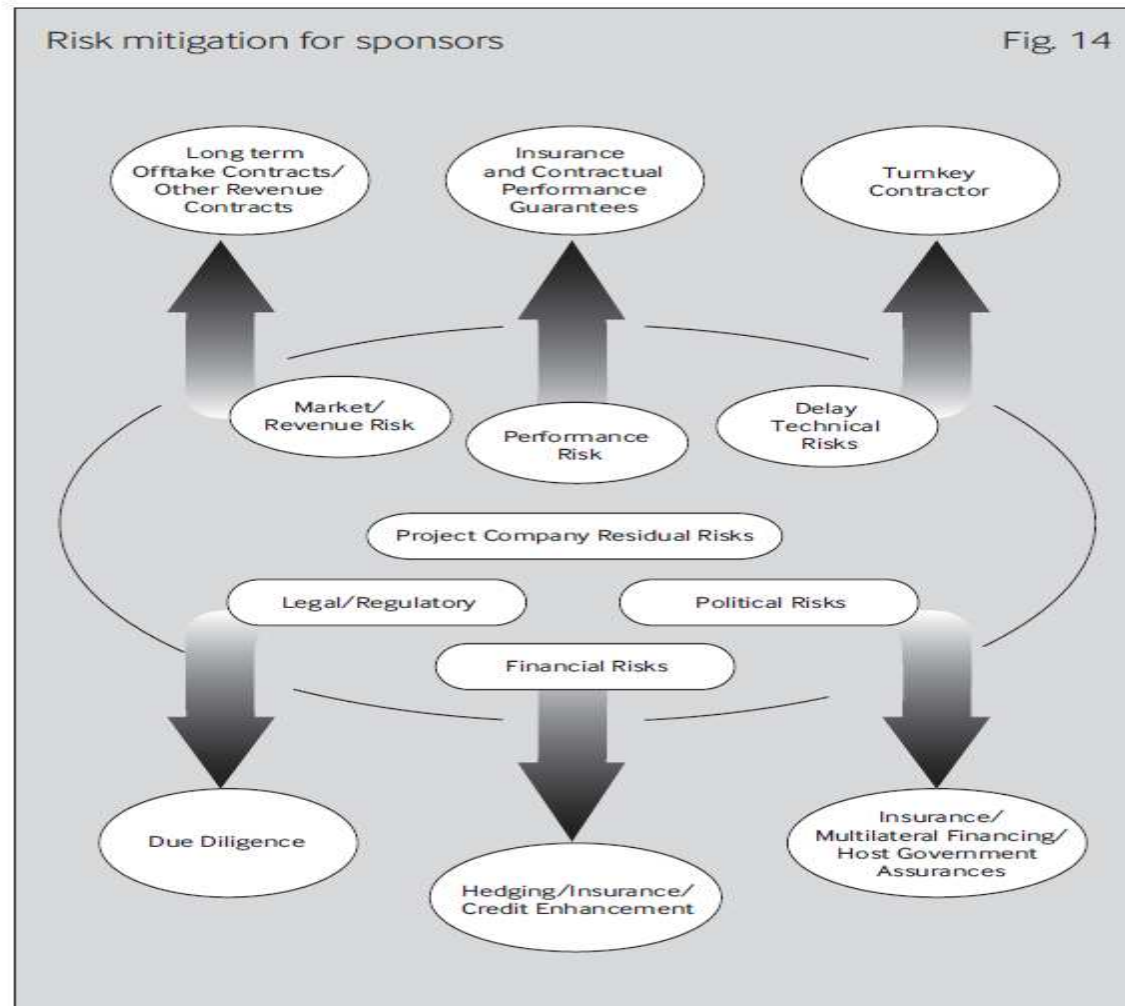 Risk mitigation for sponsors
Fig. 14
Long term
Offtake Contracts/
Other Revenue
Contracts
Insurance
and Contractual
Performance
Guarantees
Turnkey
Contractor
Market/
Revenue Risk
Performance
Risk
Delay
Technical
Risks
Project Company Residual Risks
Legal/Regulatory
Political Risks
Financial Risks
Due Diligence
Hedging/Insurance/
Credit Enhancement
Insurance/
Multilateral Financing/
Host Government
Assurances